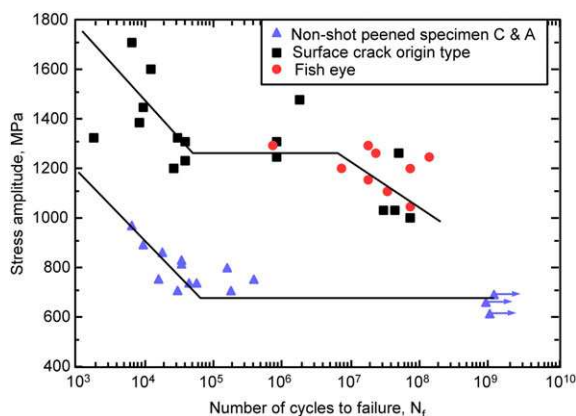 Non-shot peened specimen C & A
Surface crack origin type
Fish eye
Stress amplitude, MPa
1800
1600
1400
1200
1000
800
600
400
10³ 10⁴ 10⁵ 10⁶ 10⁷ 10⁸ 10⁹ 10¹⁰
Number of cycles to failure, Nf